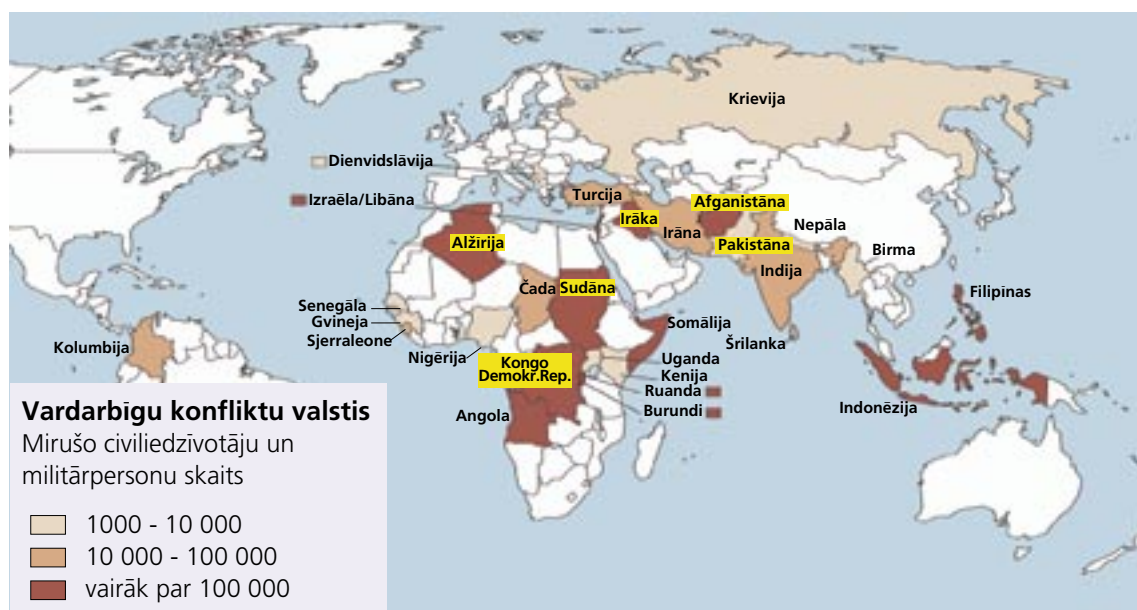 Krievija
Dienvidslāvija
Turcija
Izraēla/Libāna
Afganistāna
Irāka
Irāna
Nepāla
Alžīrija
Pakistāna
Birma
Indija
Čada
Sudāna
Filipīnas
Senegāla
Gvineja
Somālija
Sjerraleone
Šrilanka
Kolumbija
Nigērija
Kongo
Demokr.Rep.
Uganda
Kenija
Ruanda
Burundi
Angola
Indonēzija
Vardarbīgu konfliktu valstis
Mirušo civiliedzīvotāju un
militārpersonu skaits
1000 - 10 000
10 000 - 100 000
vairāk par 100 000